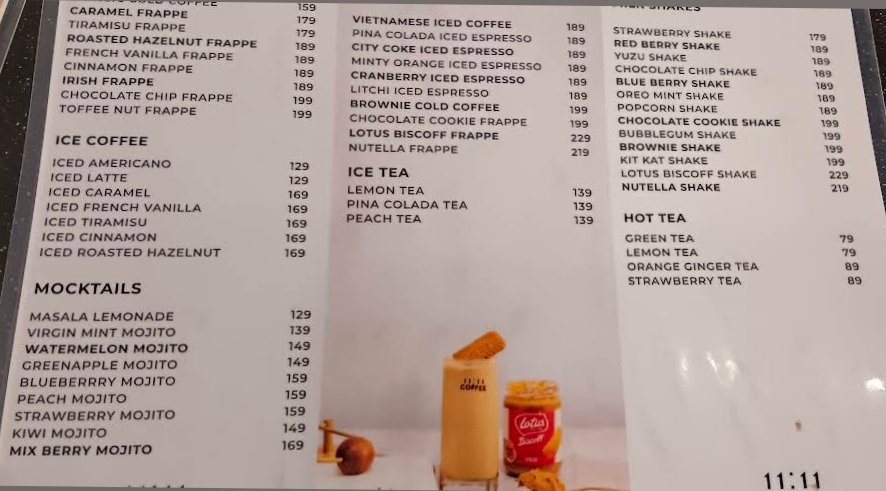 COLD COFFEE 159
CARAMEL FRAPPE 179
TIRAMISU FRAPPE 179
ROASTED HAZELNUT FRAPPE 189
FRENCH VANILLA FRAPPE 189
CINNAMON FRAPPE 189
IRISH FRAPPE 189
CHOCOLATE CHIP FRAPPE 199
TOFFEE NUT FRAPPE 199
ICE COFFEE
ICED AMERICANO 129
ICED LATTE 129
ICED CARAMEL 169
ICED FRENCH VANILLA 169
ICED TIRAMISU 169
ICED CINNAMON 169
ICED ROASTED HAZELNUT 169
MOCKTAILS
MASALA LEMONADE 129
VIRGIN MINT MOJITO 139
WATERMELON MOJITO 149
GREENAPPLE MOJITO 149
BLUEBERRRY MOJITO 159
PEACH MOJITO 159
STRAWBERRY MOJITO 159
KIWI MOJITO 149
MIX BERRY MOJITO 169
VIETNAMESE ICED COFFEE 189
PINA COLADA ICED ESPRESSO 189
CITY COKE ICED ESPRESSO 189
MINTY ORANGE ICED ESPRESSO 189
CRANBERRY ICED ESPRESSO 189
LITCHI ICED ESPRESSO 189
BROWNIE COLD COFFEE 199
CHOCOLATE COOKIE FRAPPE 199
LOTUS BISCOFF FRAPPE 229
NUTELLA FRAPPE 219
ICE TEA
LEMON TEA 139
PINA COLADA TEA 139
PEACH TEA 139
11:11
COFFEE
Lotus
Biscoff
SHAKES
STRAWBERRY SHAKE 179
RED BERRY SHAKE 189
YUZU SHAKE 189
CHOCOLATE CHIP SHAKE 189
BLUE BERRY SHAKE 189
OREO MINT SHAKE 189
POPCORN SHAKE 189
CHOCOLATE COOKIE SHAKE 199
BUBBLEGUM SHAKE 199
BROWNIE SHAKE 199
KIT KAT SHAKE 199
LOTUS BISCOFF SHAKE 229
NUTELLA SHAKE 219
HOT TEA
GREEN TEA 79
LEMON TEA 79
ORANGE GINGER TEA 89
STRAWBERRY TEA 89
11:11